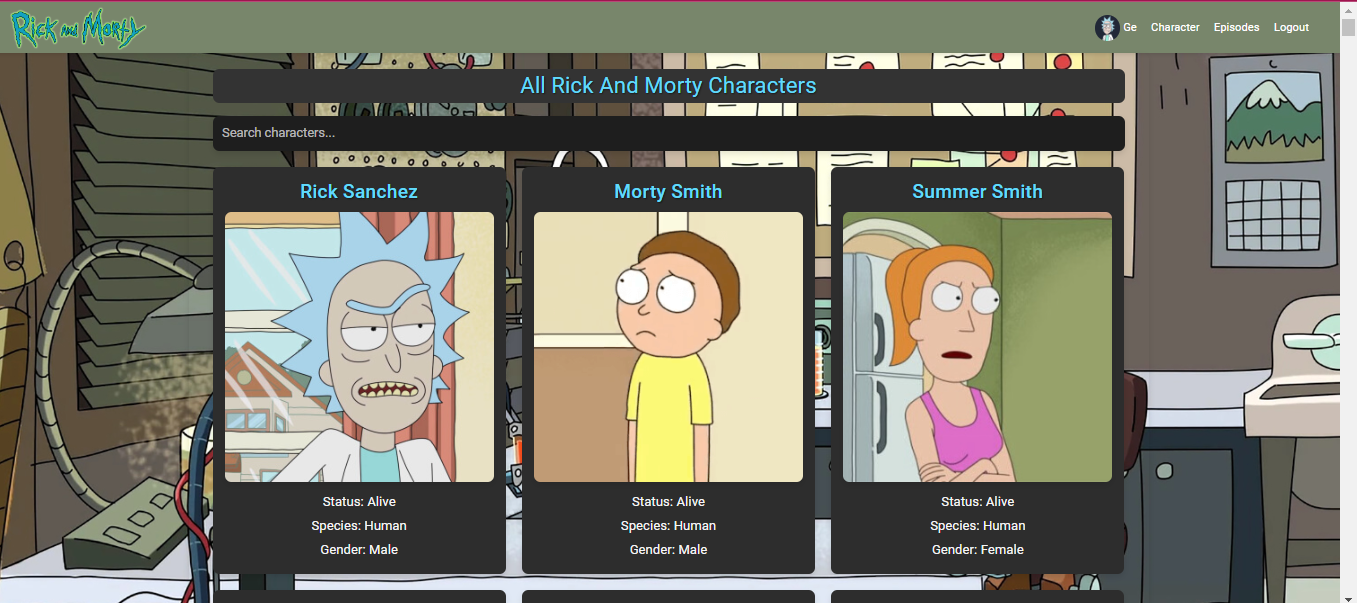 Rick and Morty
Ge Character Episodes Logout
All Rick And Morty Characters
Search characters...
Rick Sanchez
Morty Smith
Summer Smith
Status: Alive
Species: Human
Gender: Male
Status: Alive
Species: Human
Gender: Male
Status: Alive
Species: Human
Gender: Female